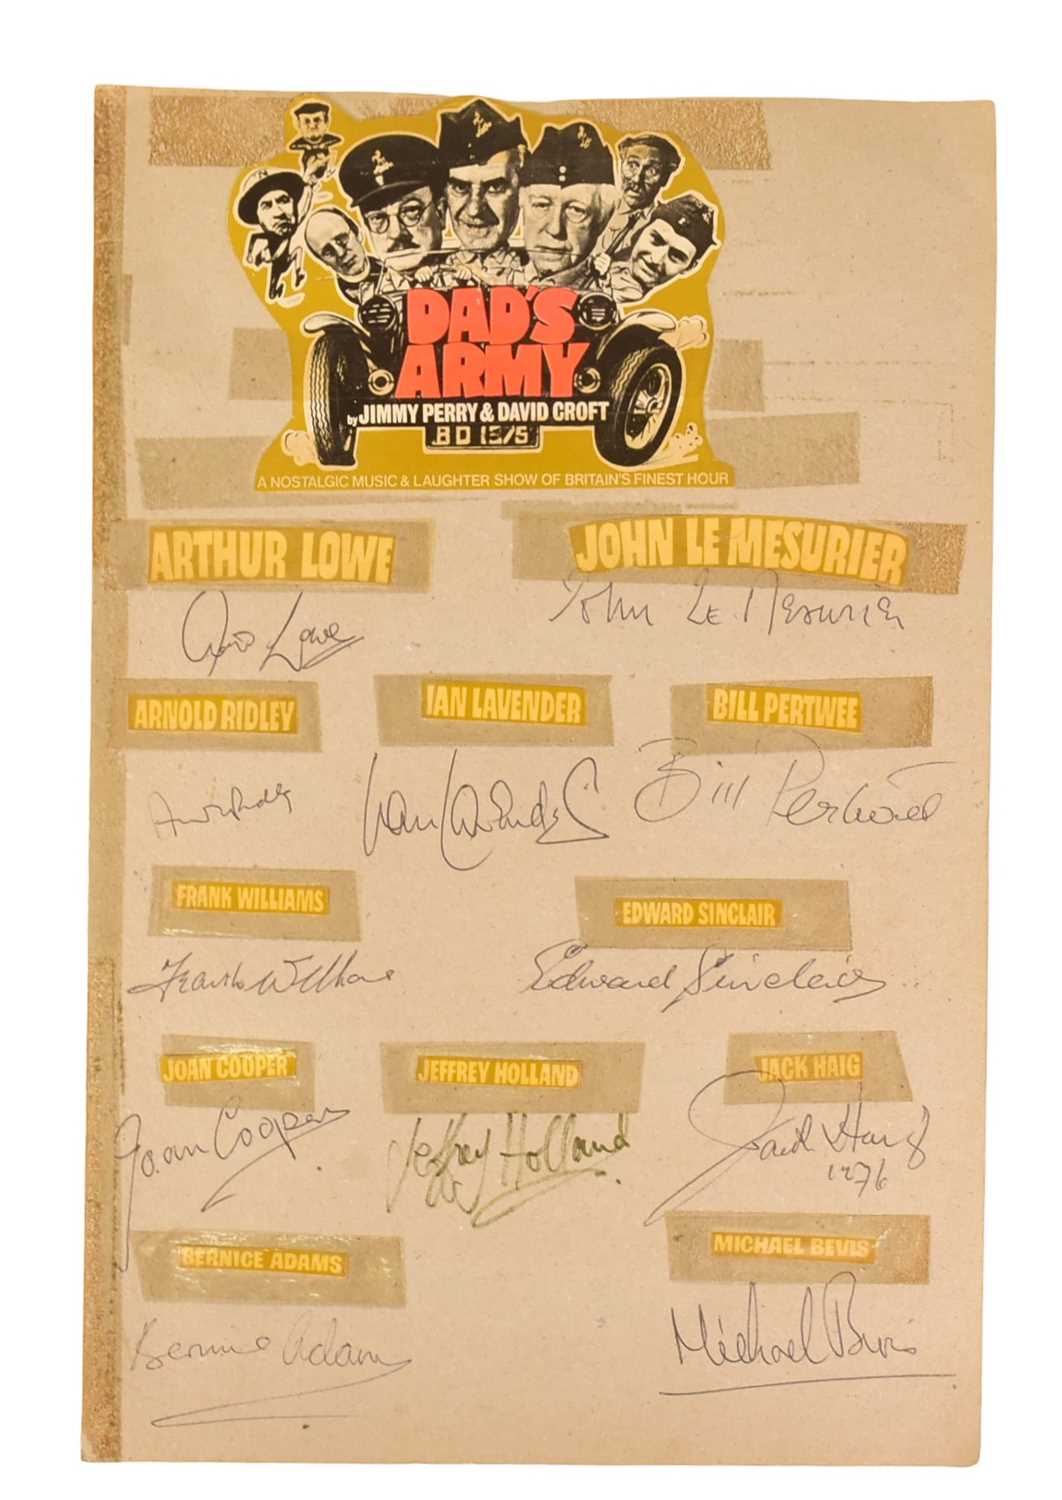 DAD'S
ARMY
by JIMMY PERRY & DAVID CROFT
A NOSTALGIC MUSIC & LAUGHTER SHOW OF BRITAIN'S FINEST HOUR
ARTHUR LOWE
JOHN LE MESURIER
Lowe
John Le Mesurier
ARNOLD RIDLEY
IAN LAVENDER
BILL PERTWEE
Ian Lavender
Bill Pertwee
FRANK WILLIAMS
EDWARD SINCLAIR
Frank Williams
Edward Sinclair
JOAN COOPER
JEFFREY HOLLAND
JACK HAIG
Joan Cooper
Jeffrey Holland
Jack Haig
1976
BERNICE ADAMS
MICHAEL BEVIS
Bernice Adams
Michael Bevis